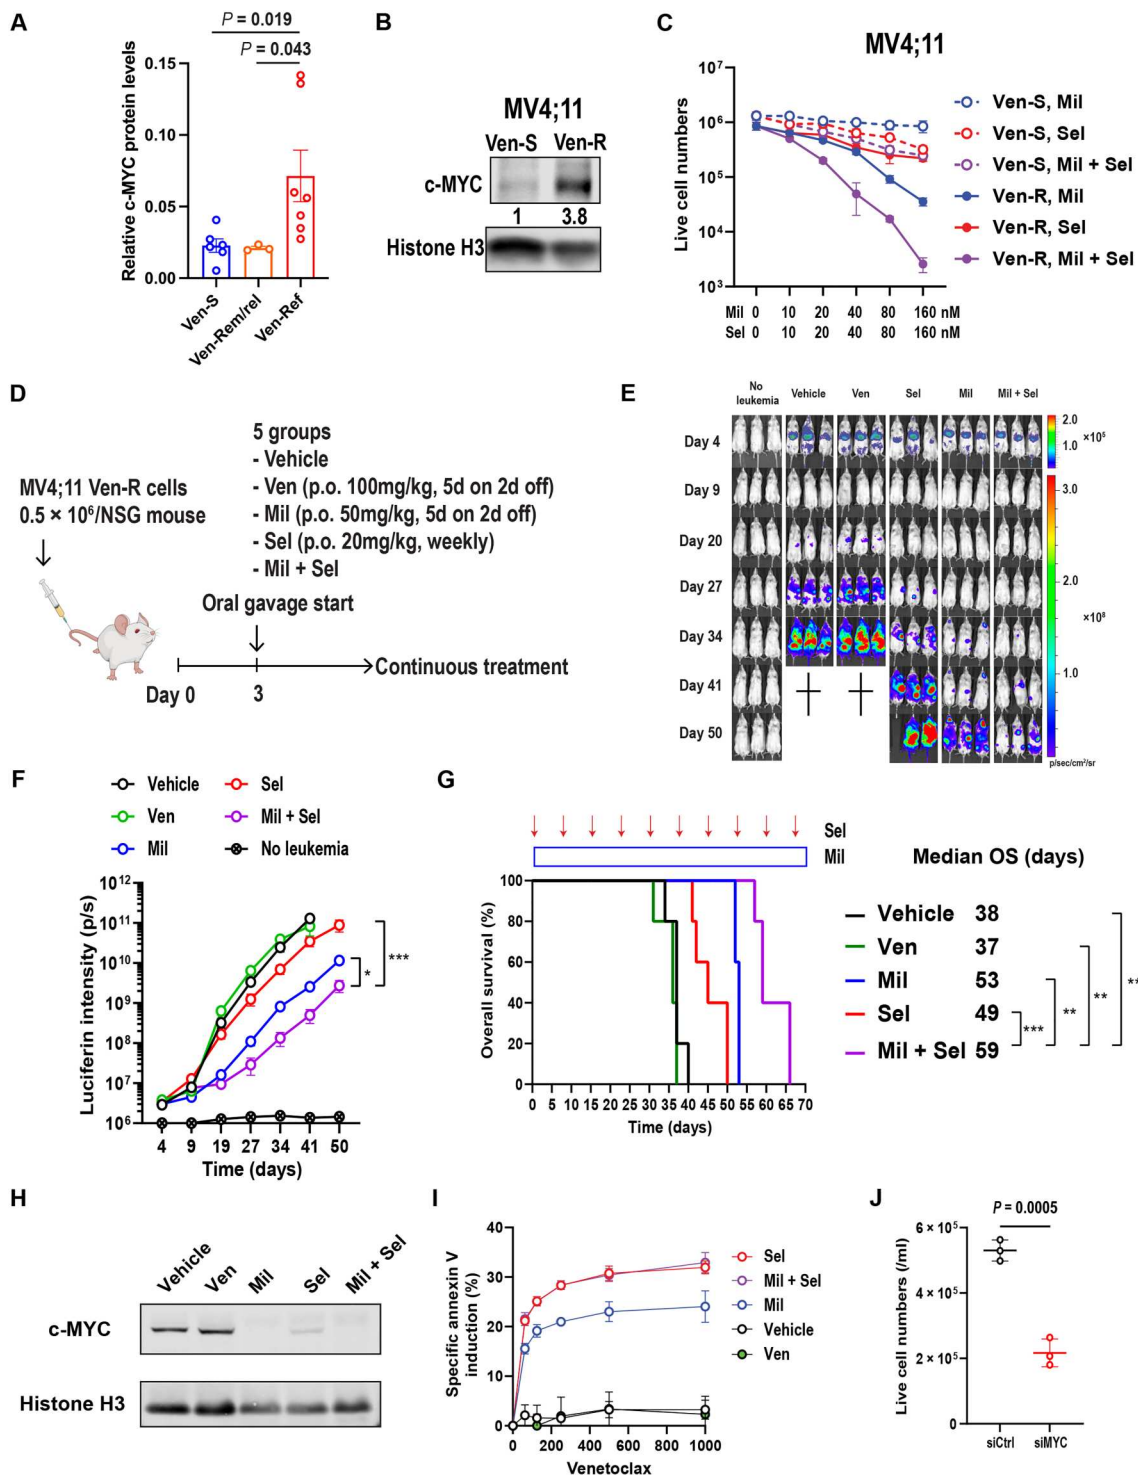 A
P = 0.019
P = 0.043
Relative c-MYC protein levels
0.15
0.10
0.05
0.00
Ven-S
Ven-Rem/rel
Ven-Ref
B
MV4;11
Ven-S Ven-R
c-MYC
1 3.8
Histone H3
C
MV4;11
Live cell numbers
10⁷
10⁶
10⁵
10⁴
10³
Mil 0 10 20 40 80 160 nM
Sel 0 10 20 40 80 160 nM
Ven-S, Mil
Ven-S, Sel
Ven-S, Mil + Sel
Ven-R, Mil
Ven-R, Sel
Ven-R, Mil + Sel
D
MV4;11 Ven-R cells
0.5 × 10⁶/NSG mouse
5 groups
- Vehicle
- Ven (p.o. 100mg/kg, 5d on 2d off)
- Mil (p.o. 50mg/kg, 5d on 2d off)
- Sel (p.o. 20mg/kg, weekly)
- Mil + Sel
Oral gavage start
Continuous treatment
Day 0 3
E
No leukemia
Vehicle
Ven
Sel
Mil
Mil + Sel
Day 4
Day 9
Day 20
Day 27
Day 34
Day 41
Day 50
2.0
1.0
×10⁵
3.0
2.0
×10⁸
1.0
p/sec/cm²/sr
F
Vehicle
Ven
Mil
Sel
Mil + Sel
No leukemia
Luciferin intensity (p/s)
10¹²
10¹¹
10¹⁰
10⁹
10⁸
10⁷
10⁶
4 9 19 27 34 41 50
Time (days)
*
***
G
Sel
Mil
Overall survival (%)
100
80
60
40
20
0
0 5 10 15 20 25 30 35 40 45 50 55 60 65 70
Time (days)
Median OS (days)
Vehicle 38
Ven 37
Mil 53
Sel 49
Mil + Sel 59
***
**
**
**
H
Vehicle
Ven
Mil
Sel
Mil + Sel
c-MYC
Histone H3
I
Specific annexin V
induction (%)
40
30
20
10
0
0 200 400 600 800 1000
Venetoclax
Sel
Mil + Sel
Mil
Vehicle
Ven
J
P = 0.0005
Live cell numbers (/ml)
6 × 10⁵
4 × 10⁵
2 × 10⁵
0
siCtrl siMYC